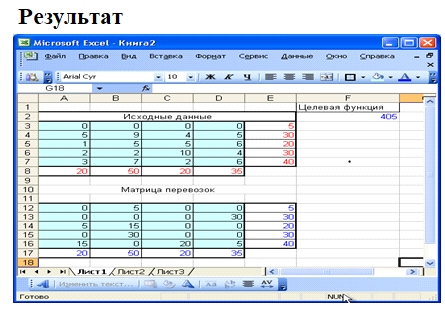 Результат
Microsoft Excel - Книга2
Файл Правка Вид Вставка Формат Сервис Данные Окно Справка
Arial Cyr 10 Ж К Ч
G18 fx
A B C D E F
1 Целевая функция
2 Исходные данные 405
3 0 0 0 0 5
4 5 9 4 5 30
5 1 5 5 6 20
6 2 2 10 4 30
7 3 7 2 6 40
8 20 50 20 35
9
10 Матрица перевозок
11
12 0 5 0 0 5
13 0 0 0 30 30
14 5 15 0 0 20
15 0 30 0 0 30
16 15 0 20 5 40
17 20 50 20 35
18
Лист1 Лист2 Лист3
Изменить текст...
Готово NUM